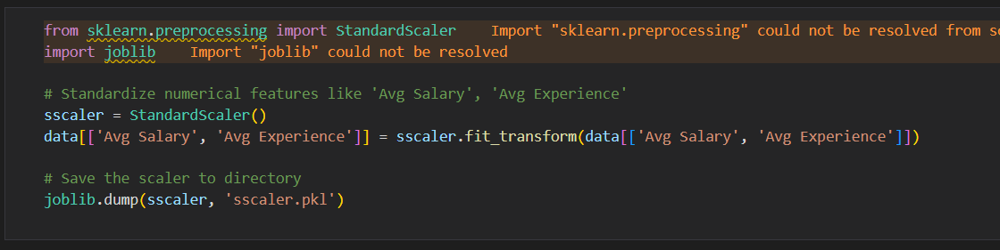 from sklearn.preprocessing import StandardScaler    Import "sklearn.preprocessing" could not be resolved from
import joblib    Import "joblib" could not be resolved
# Standardize numerical features like 'Avg Salary', 'Avg Experience'
sscaler = StandardScaler()
data[['Avg Salary', 'Avg Experience']] = sscaler.fit_transform(data[['Avg Salary', 'Avg Experience']])
# Save the scaler to directory
joblib.dump(sscaler, 'sscaler.pkl')